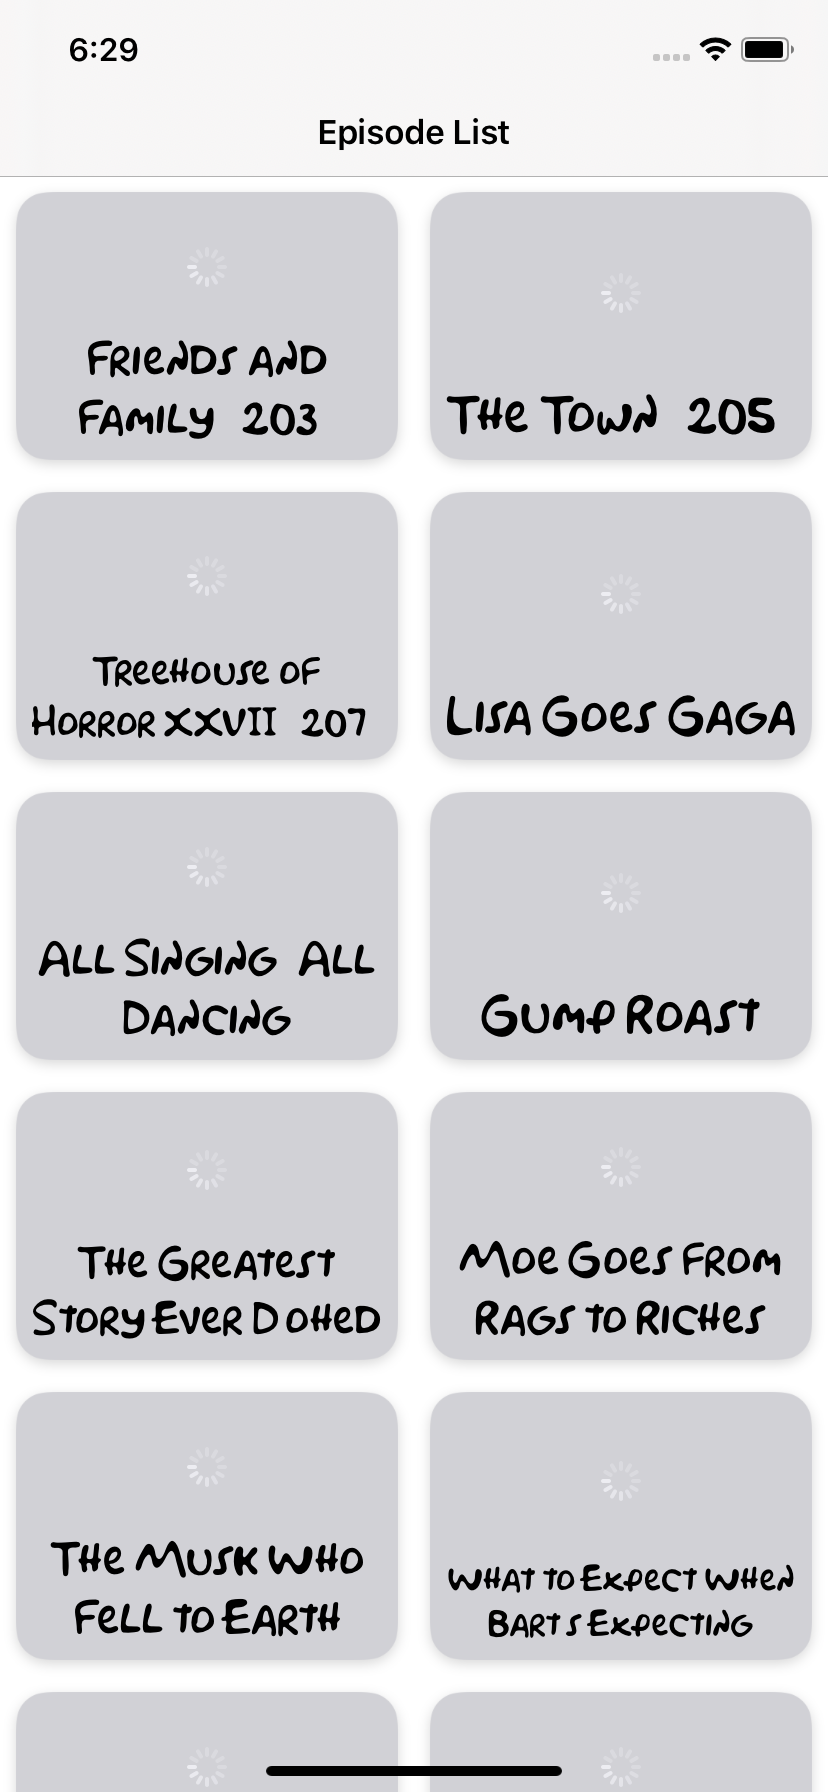 6:29
Episode List
Friends and
Family 203
The Town 205
Treehouse of
Horror XXVII 207
Lisa Goes Gaga
All Singing All
Dancing
Gump Roast
The Greatest
Story Ever D ohed
Moe Goes from
Rags to Riches
The Musk Who
Fell to Earth
What to Expect When
Bart s Expecting